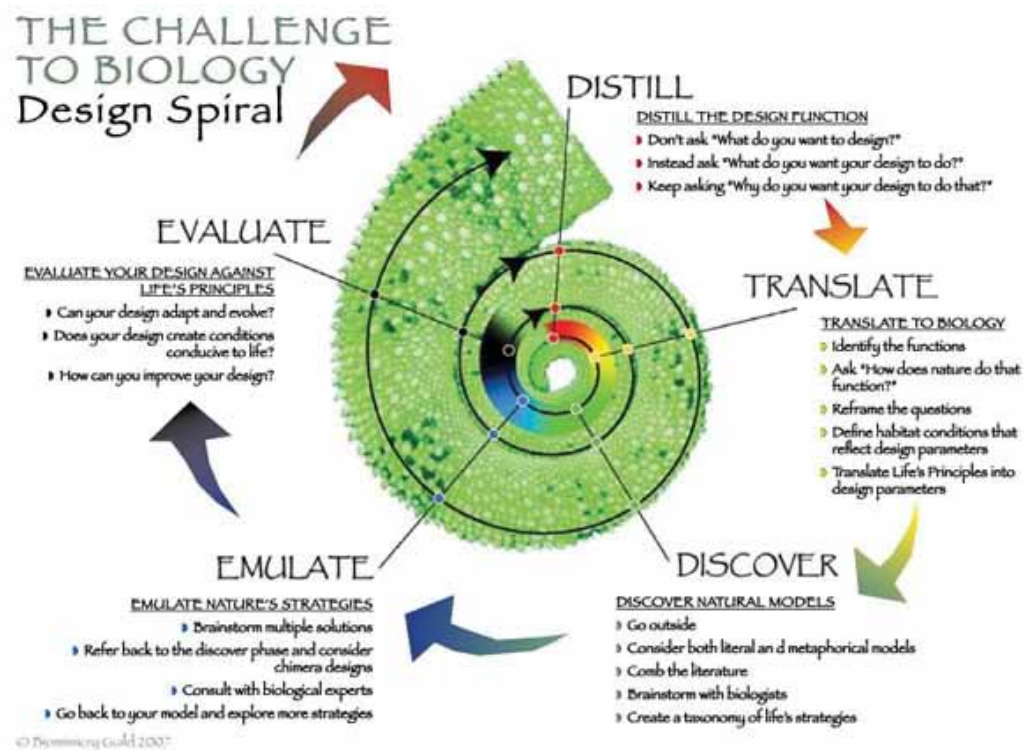 THE CHALLENGE
TO BIOLOGY
Design Spiral
DISTILL
DISTILL THE DESIGN FUNCTION
Don't ask "What do you want to design?"
Instead ask "What do you want your design to do?"
Keep asking "Why do you want your design to do that?"
TRANSLATE
TRANSLATE TO BIOLOGY
Identify the functions
Ask "How does nature do that
function?"
Reframe the questions
Define habitat conditions that
reflect design parameters
Translate Life's Principles into
design parameters
DISCOVER
DISCOVER NATURAL MODELS
Go outside
Consider both literal an d metaphorical models
Comb the literature
Brainstorm with biologists
Create a taxonomy of life's strategies
EMULATE
EMULATE NATURE'S STRATEGIES
Brainstorm multiple solutions
Refer back to the discover phase and consider
chimera designs
Consult with biological experts
Go back to your model and explore more strategies
EVALUATE
EVALUATE YOUR DESIGN AGAINST
LIFE'S PRINCIPLES
Can your design adapt and evolve?
Does your design create conditions
conducive to life?
How can you improve your design?
© Biomimicry Guild 2007